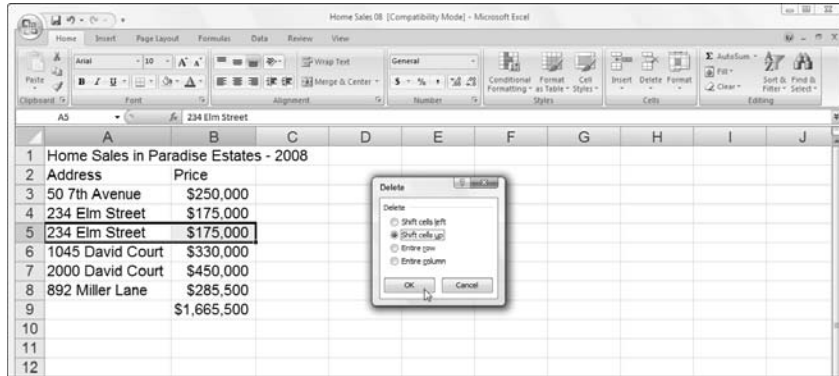 Home Sales 08 [Compatibility Mode] - Microsoft Excel
Home Insert Page Layout Formulas Data Review View
Arial 10 A A Wrap Text General AutoSum
Paste Fill
B I U A Merge & Center $ % , Conditional Formatting Format as Table Cell Styles Insert Delete Format Clear Sort & Filter Find & Select
Clipboard Font Alignment Number Styles Cells Editing
A5 fx 234 Elm Street
A B C D E F G H I J
1 Home Sales in Paradise Estates - 2008
2 Address Price
3 50 7th Avenue $250,000
4 234 Elm Street $175,000
5 234 Elm Street $175,000
6 1045 David Court $330,000
7 2000 David Court $450,000
8 892 Miller Lane $285,500
9 $1,665,500
10
11
12
Delete
Delete
Shift cells left
Shift cells up
Entire row
Entire column
OK Cancel